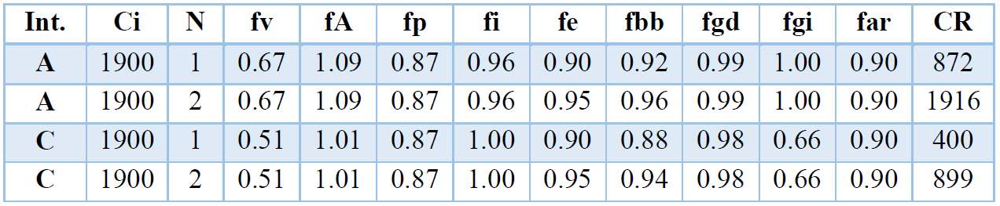 Int. Ci N fv fA fp fi fe fbb fgd fgi far CR
A 1900 1 0.67 1.09 0.87 0.96 0.90 0.92 0.99 1.00 0.90 872
A 1900 2 0.67 1.09 0.87 0.96 0.95 0.96 0.99 1.00 0.90 1916
C 1900 1 0.51 1.01 0.87 1.00 0.90 0.88 0.98 0.66 0.90 400
C 1900 2 0.51 1.01 0.87 1.00 0.95 0.94 0.98 0.66 0.90 899